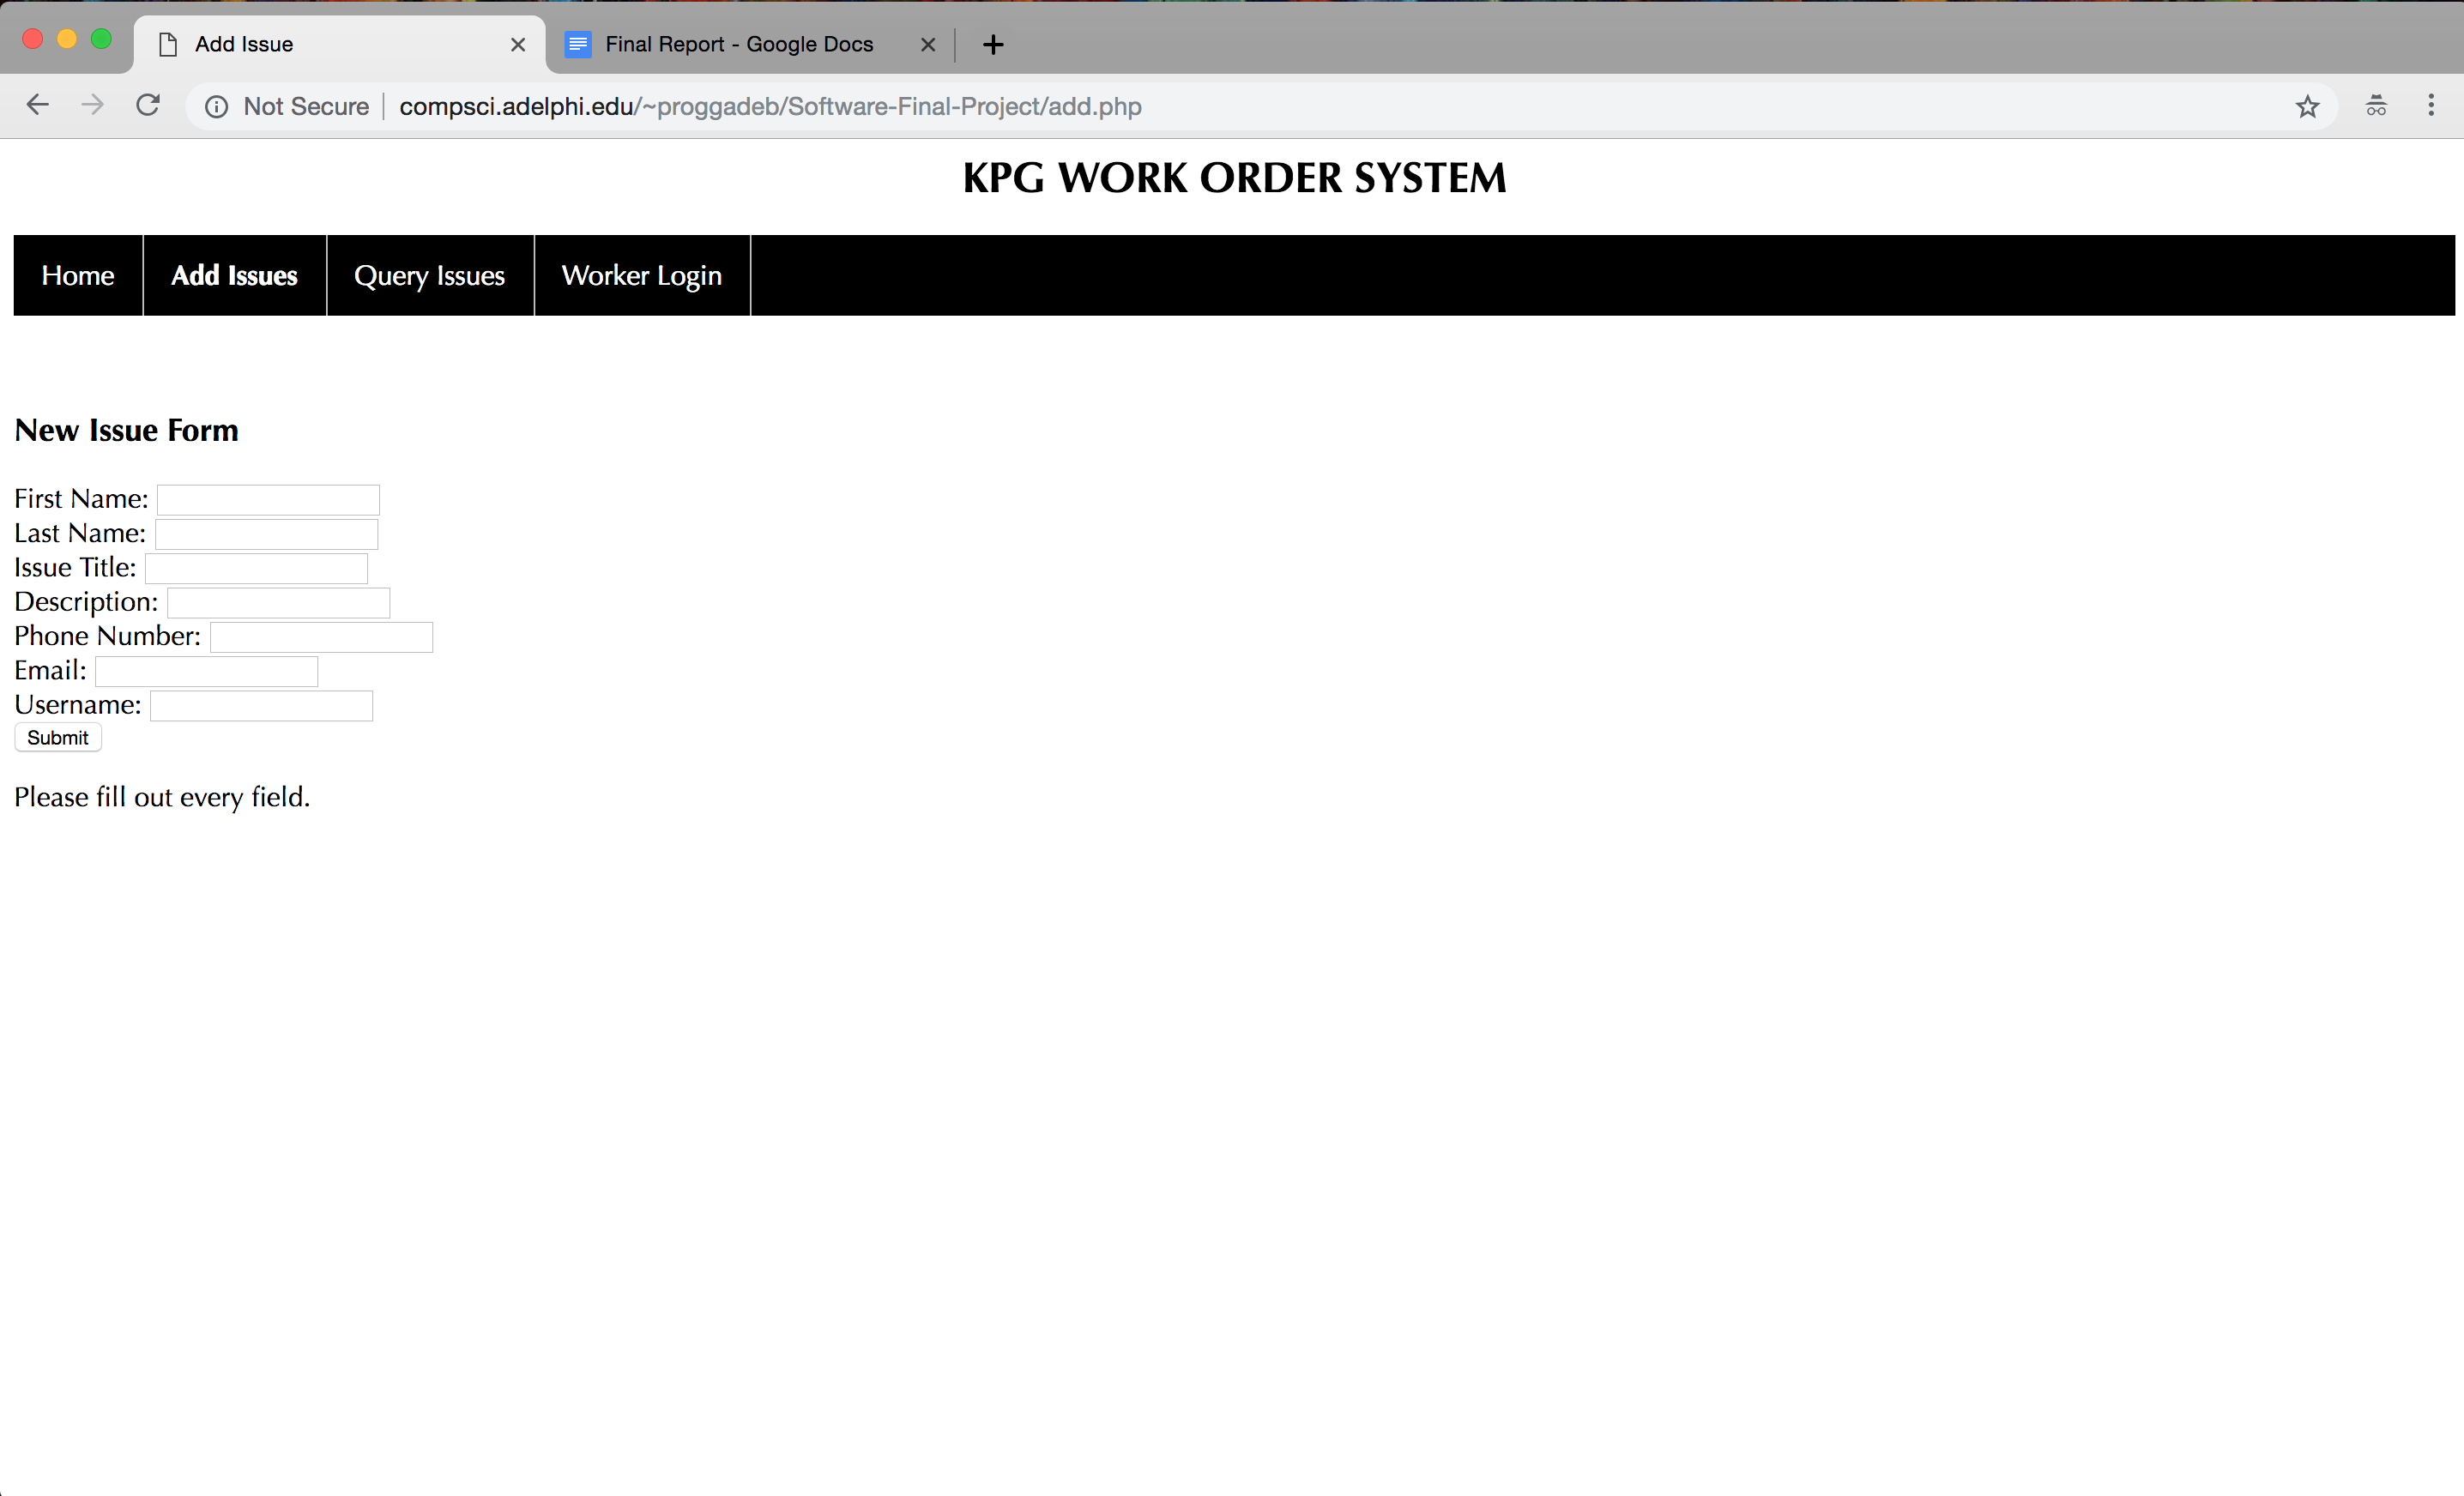 Add Issue
Final Report - Google Docs
Not Secure compsci.adelphi.edu/~proggadeb/Software-Final-Project/add.php
KPG WORK ORDER SYSTEM
Home Add Issues Query Issues Worker Login
New Issue Form
First Name:
Last Name:
Issue Title:
Description:
Phone Number:
Email:
Username:
Submit
Please fill out every field.